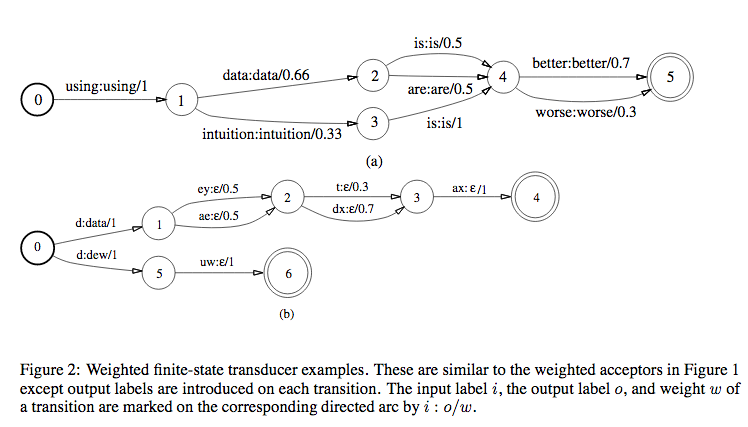 is:is/0.5
better:better/0.7
data:data/0.66
2
4
5
using:using/1
are:are/0.5
0
1
worse:worse/0.3
3
is:is/1
intuition:intuition/0.33
(a)
ey:ε/0.5
t:ε/0.3
ax: ε/1
2
3
4
d:data/1
ae:ε/0.5
dx:ε/0.7
1
0
d:dew/1
uw:ε/1
5
6
(b)
Figure 2: Weighted finite-state transducer examples. These are similar to the weighted acceptors in Figure 1
except output labels are introduced on each transition. The input label i, the output label o, and weight w of
a transition are marked on the corresponding directed arc by i : o/w.